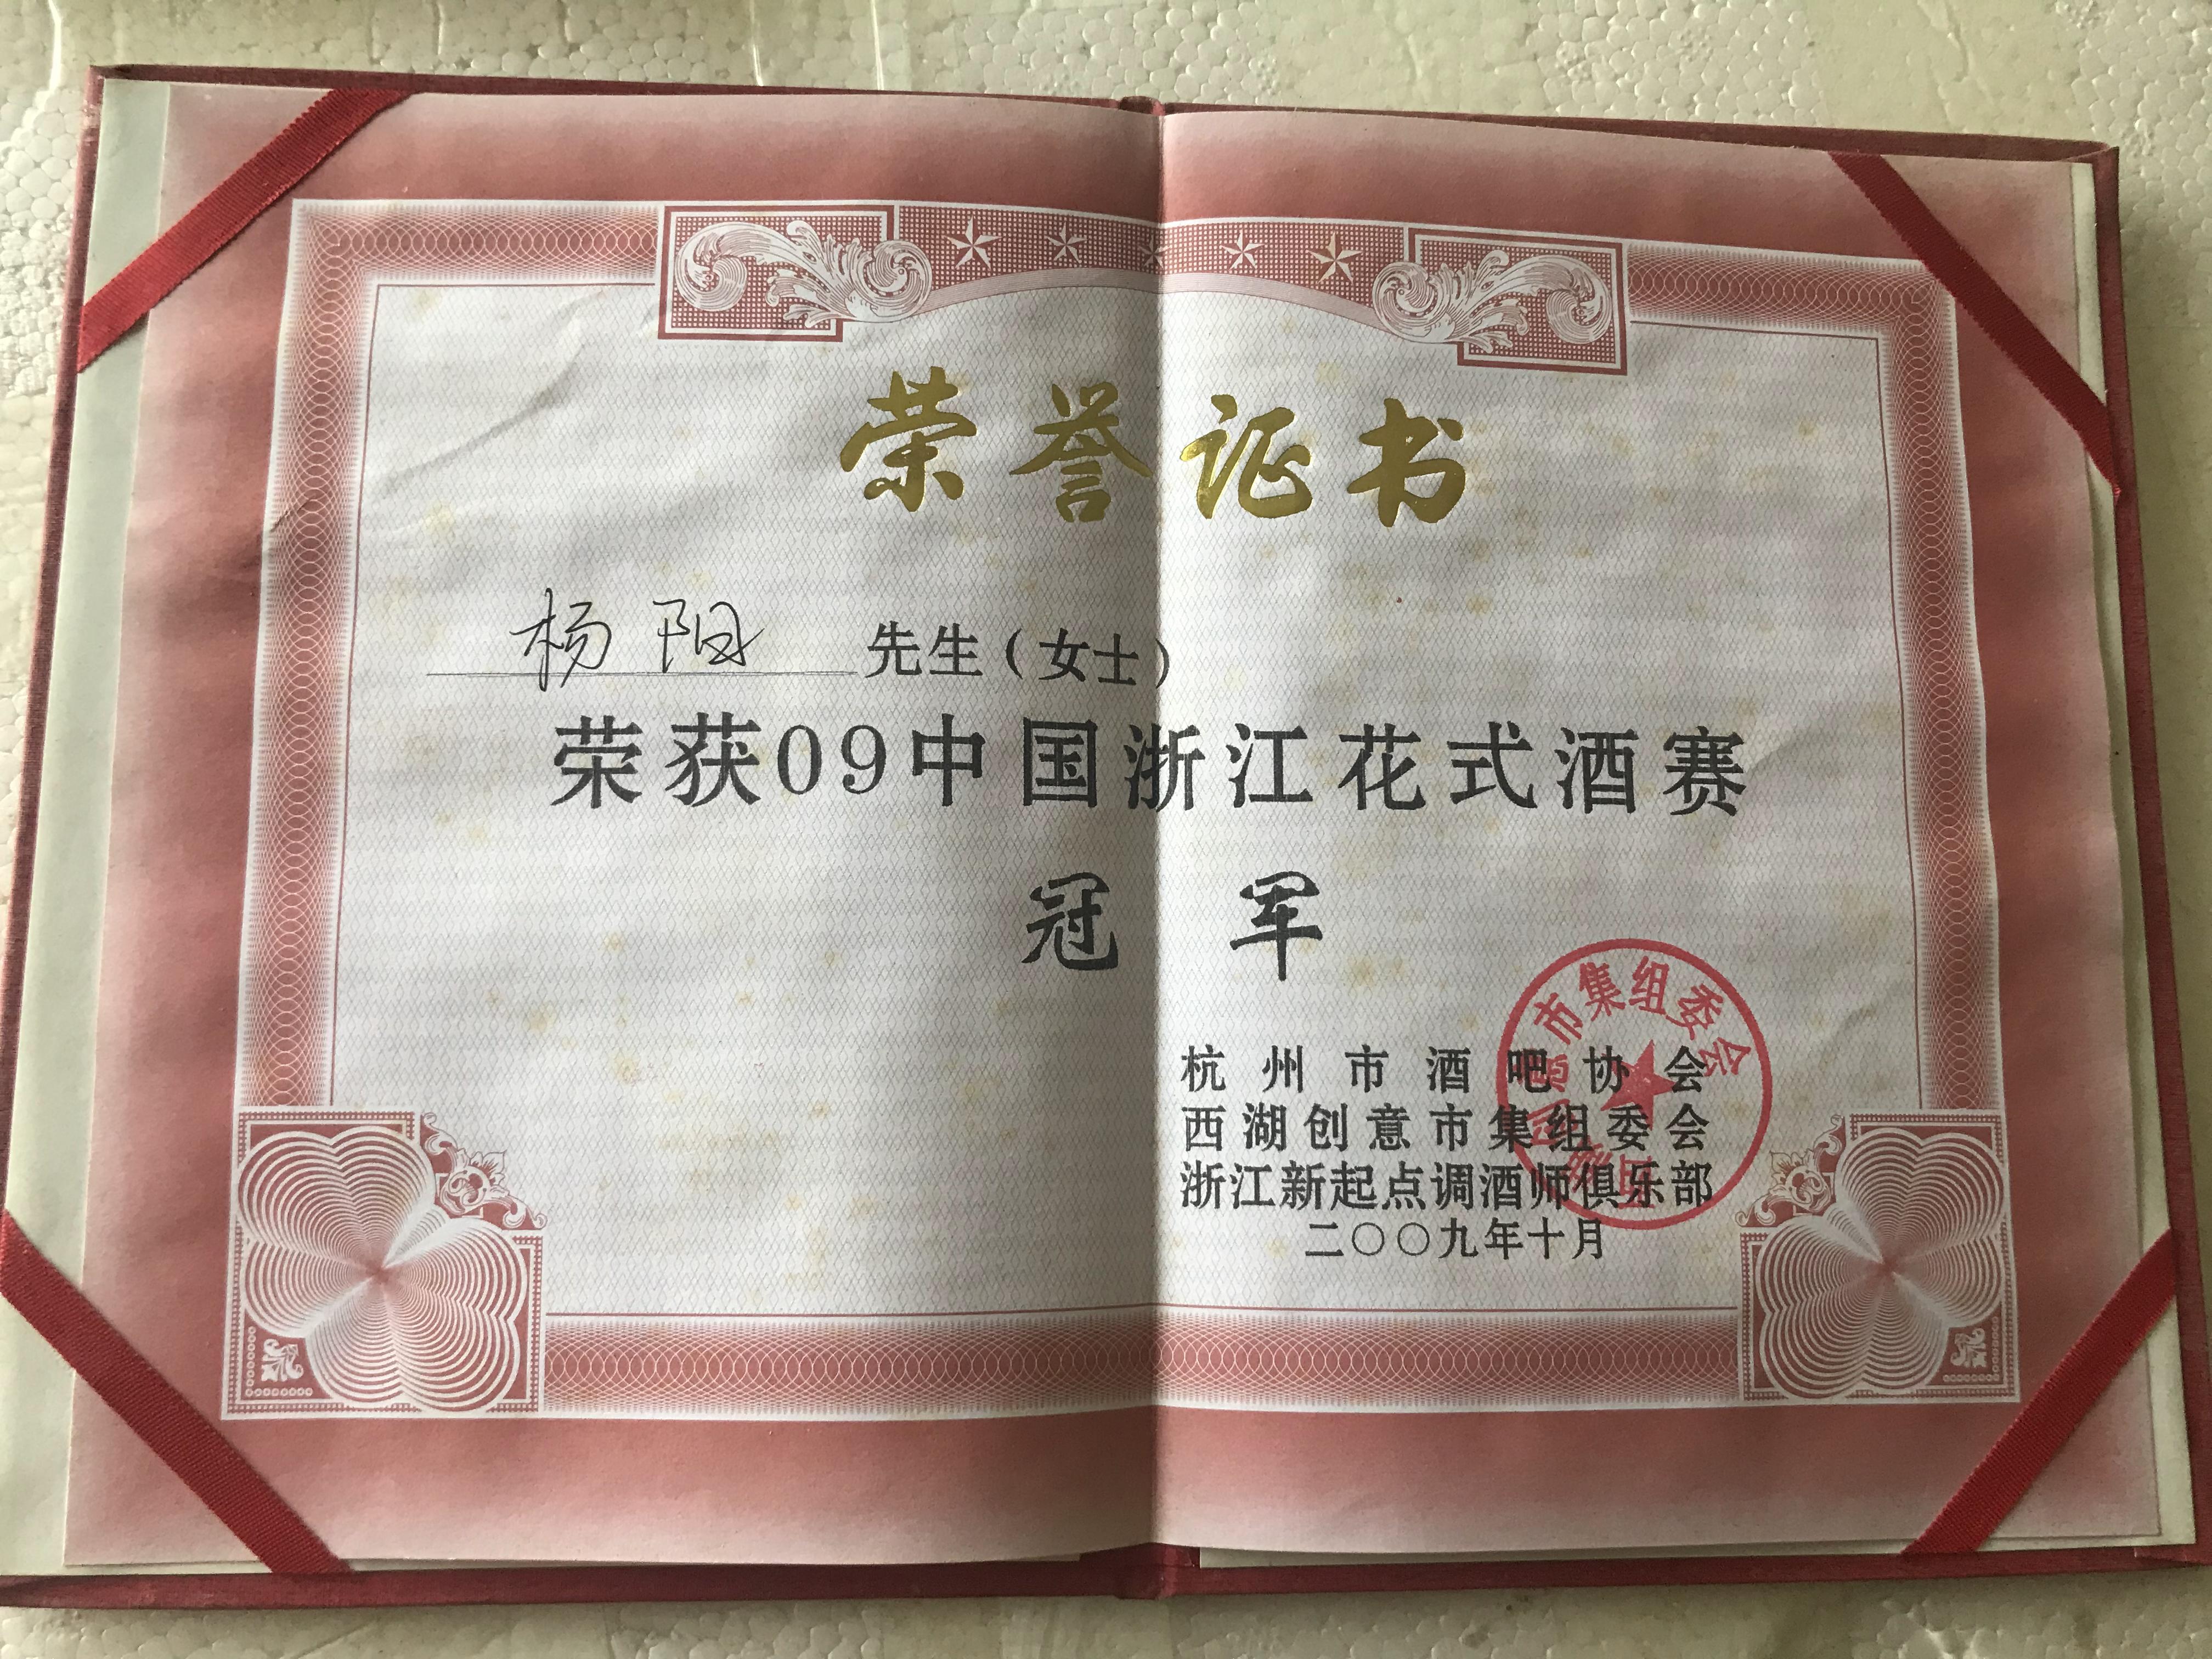 荣誉证书
杨阳 先生（女士）
荣获09中国浙江花式酒赛
冠军
市集组委会
杭州市酒吧协会
西湖创意市集组委会
浙江新起点调酒师俱乐部
二〇〇九年十月